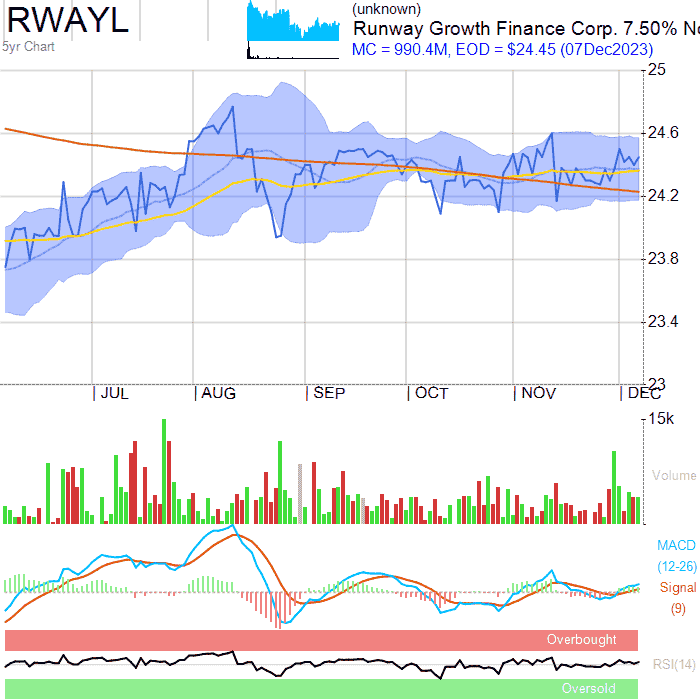 RWAYL
5yr Chart
(unknown)
Runway Growth Finance Corp. 7.50% No
MC = 990.4M, EOD = $24.45 (07Dec2023)
25
24.6
24.2
23.8
23.4
23
JUL AUG SEP OCT NOV DEC
15k
Volume
MACD
(12-26)
Signal
(9)
Overbought
RSI(14)
Oversold